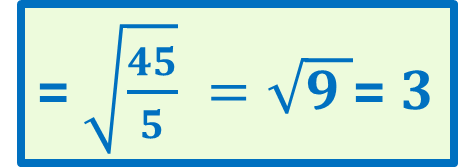 = √(45/5) = √9 = 3